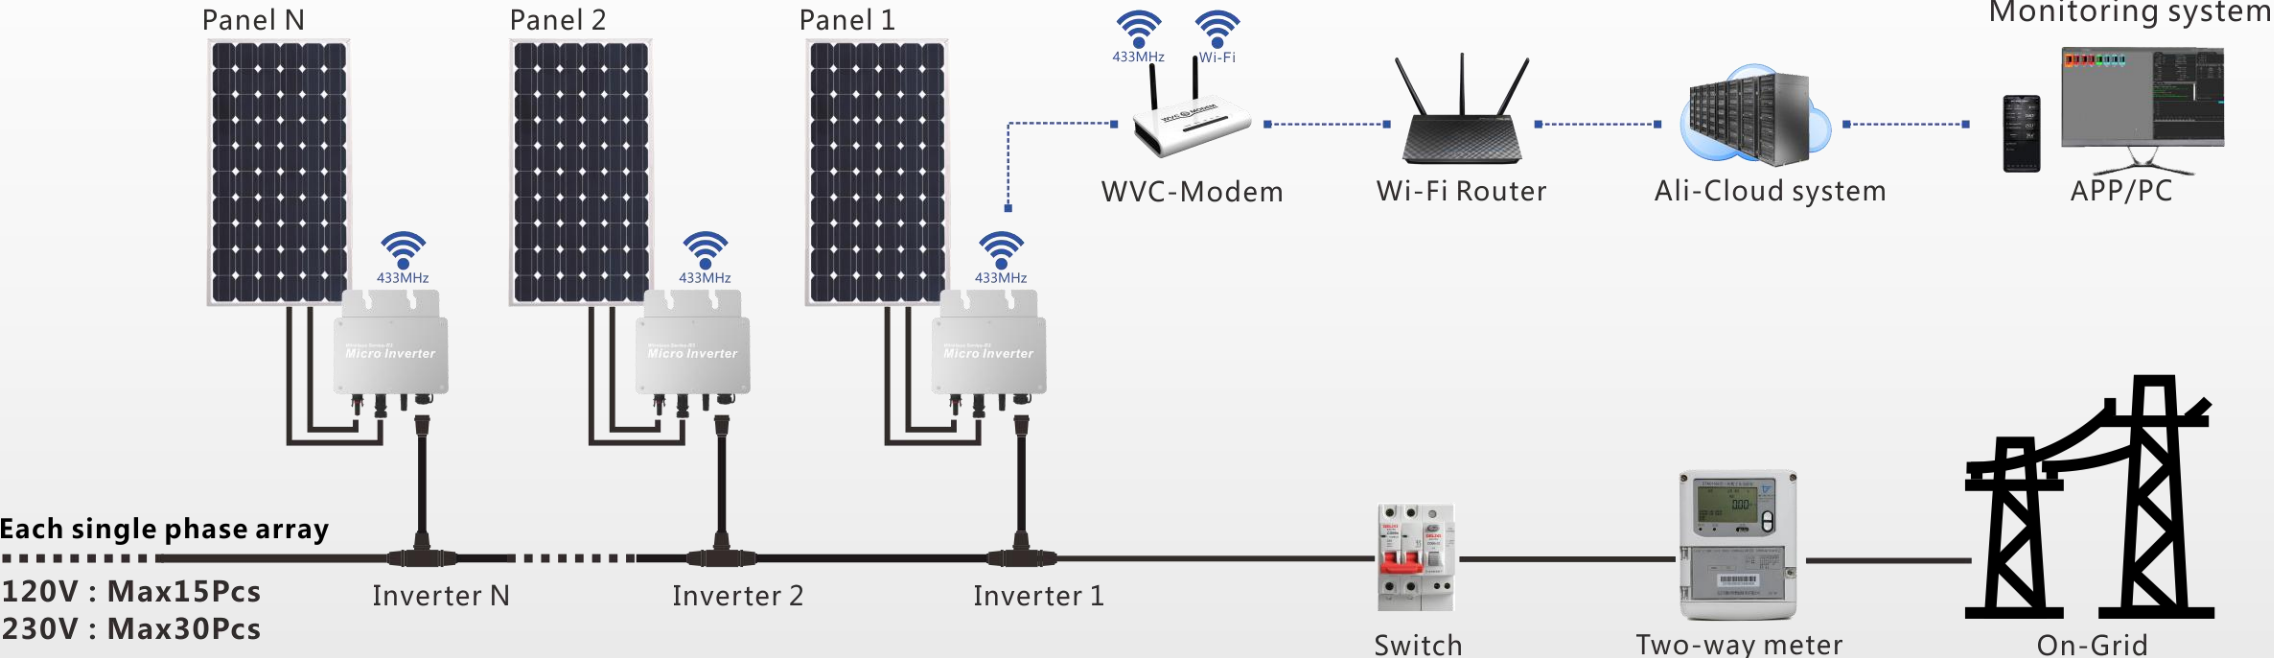 Panel N
Panel 2
Panel 1
433MHz
Wi-Fi
Monitoring system
WVC-Modem
Wi-Fi Router
Ali-Cloud system
APP/PC
WVC MODEM
433MHz
433MHz
433MHz
Micro Inverter
Micro Inverter
Micro Inverter
Each single phase array
120V : Max15Pcs
230V : Max30Pcs
Inverter N
Inverter 2
Inverter 1
Switch
Two-way meter
On-Grid